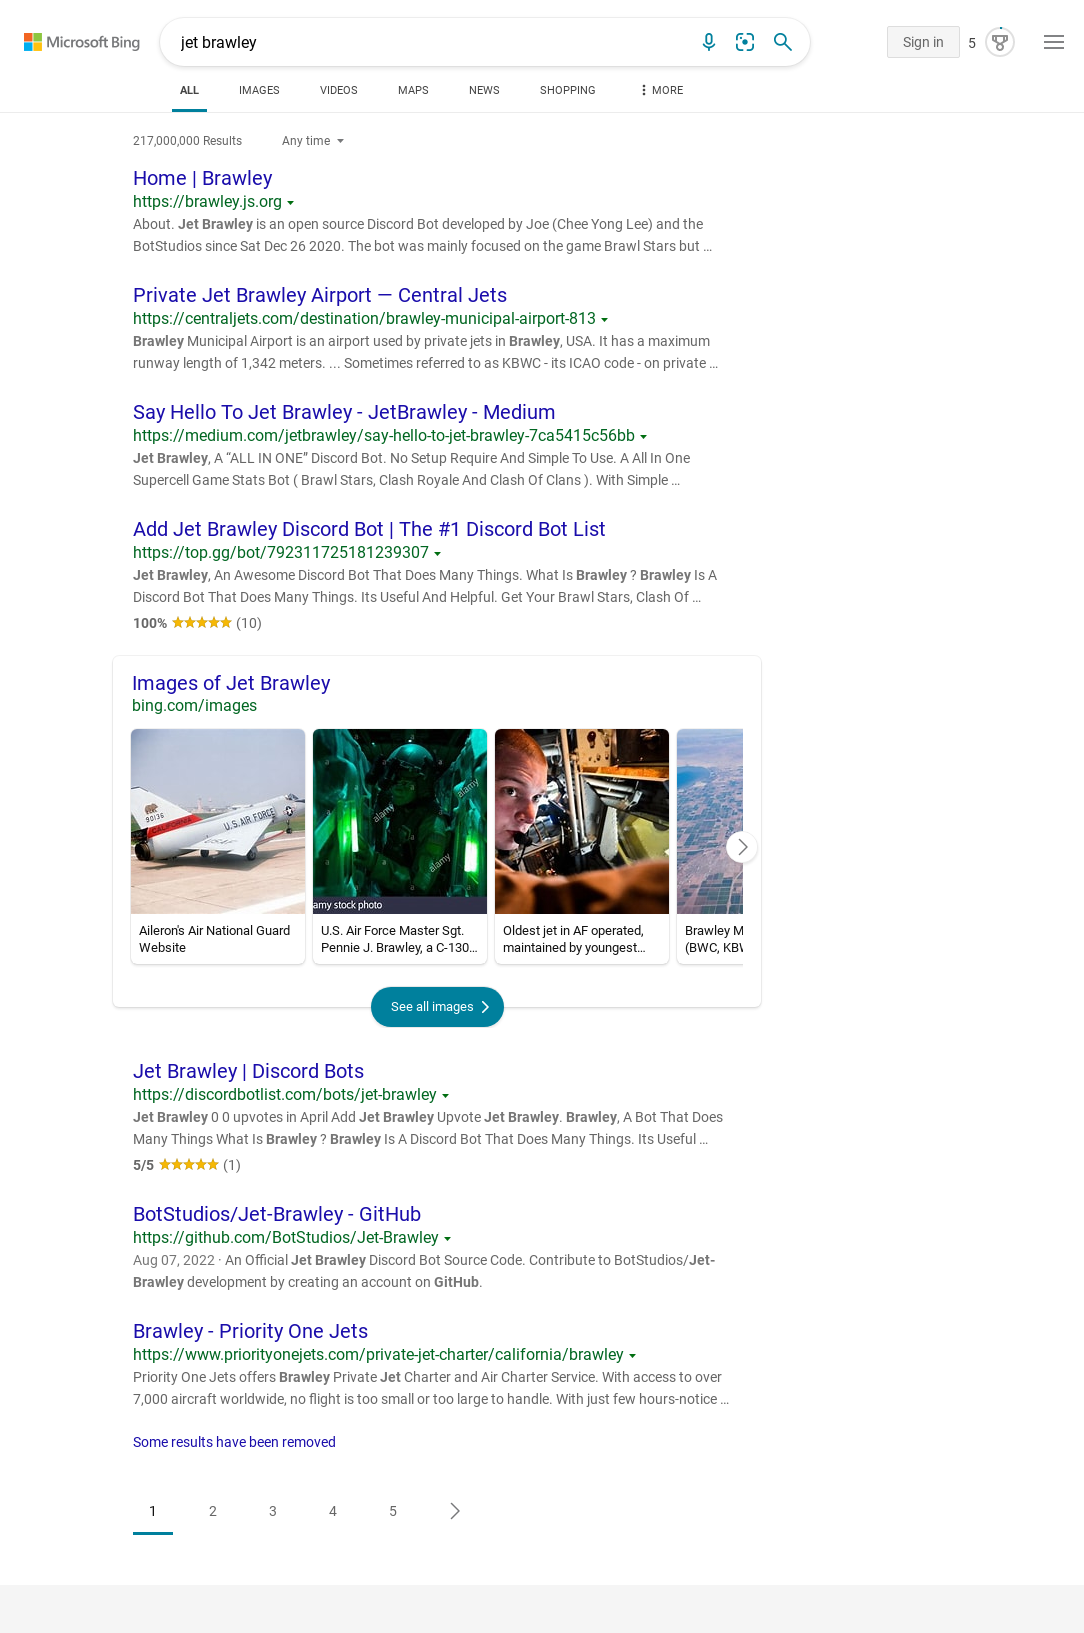 Microsoft Bing
jet brawley
Sign in
5
ALL
IMAGES
VIDEOS
MAPS
NEWS
SHOPPING
MORE
217,000,000 Results
Any time
Home | Brawley
https://brawley.js.org
About. Jet Brawley is an open source Discord Bot developed by Joe (Chee Yong Lee) and the
BotStudios since Sat Dec 26 2020. The bot was mainly focused on the game Brawl Stars but …
Private Jet Brawley Airport — Central Jets
https://centraljets.com/destination/brawley-municipal-airport-813
Brawley Municipal Airport is an airport used by private jets in Brawley, USA. It has a maximum
runway length of 1,342 meters. ... Sometimes referred to as KBWC - its ICAO code - on private …
Say Hello To Jet Brawley - JetBrawley - Medium
https://medium.com/jetbrawley/say-hello-to-jet-brawley-7ca5415c56bb
Jet Brawley, A “ALL IN ONE” Discord Bot. No Setup Require And Simple To Use. A All In One
Supercell Game Stats Bot ( Brawl Stars, Clash Royale And Clash Of Clans ). With Simple …
Add Jet Brawley Discord Bot | The #1 Discord Bot List
https://top.gg/bot/792311725181239307
Jet Brawley, An Awesome Discord Bot That Does Many Things. What Is Brawley ? Brawley Is A
Discord Bot That Does Many Things. Its Useful And Helpful. Get Your Brawl Stars, Clash Of …
100% (10)
Images of Jet Brawley
bing.com/images
90136
CALIFORNIA
U.S. AIR FORCE
USAF
alamy
alamy
alamy
amy stock photo
Aileron's Air National Guard
Website
U.S. Air Force Master Sgt.
Pennie J. Brawley, a C-130…
Oldest jet in AF operated,
maintained by youngest…
Brawley M
(BWC, KBW
See all images
Jet Brawley | Discord Bots
https://discordbotlist.com/bots/jet-brawley
Jet Brawley 0 0 upvotes in April Add Jet Brawley Upvote Jet Brawley. Brawley, A Bot That Does
Many Things What Is Brawley ? Brawley Is A Discord Bot That Does Many Things. Its Useful …
5/5 (1)
BotStudios/Jet-Brawley - GitHub
https://github.com/BotStudios/Jet-Brawley
Aug 07, 2022 · An Official Jet Brawley Discord Bot Source Code. Contribute to BotStudios/Jet-
Brawley development by creating an account on GitHub.
Brawley - Priority One Jets
https://www.priorityonejets.com/private-jet-charter/california/brawley
Priority One Jets offers Brawley Private Jet Charter and Air Charter Service. With access to over
7,000 aircraft worldwide, no flight is too small or too large to handle. With just few hours-notice …
Some results have been removed
1
2
3
4
5